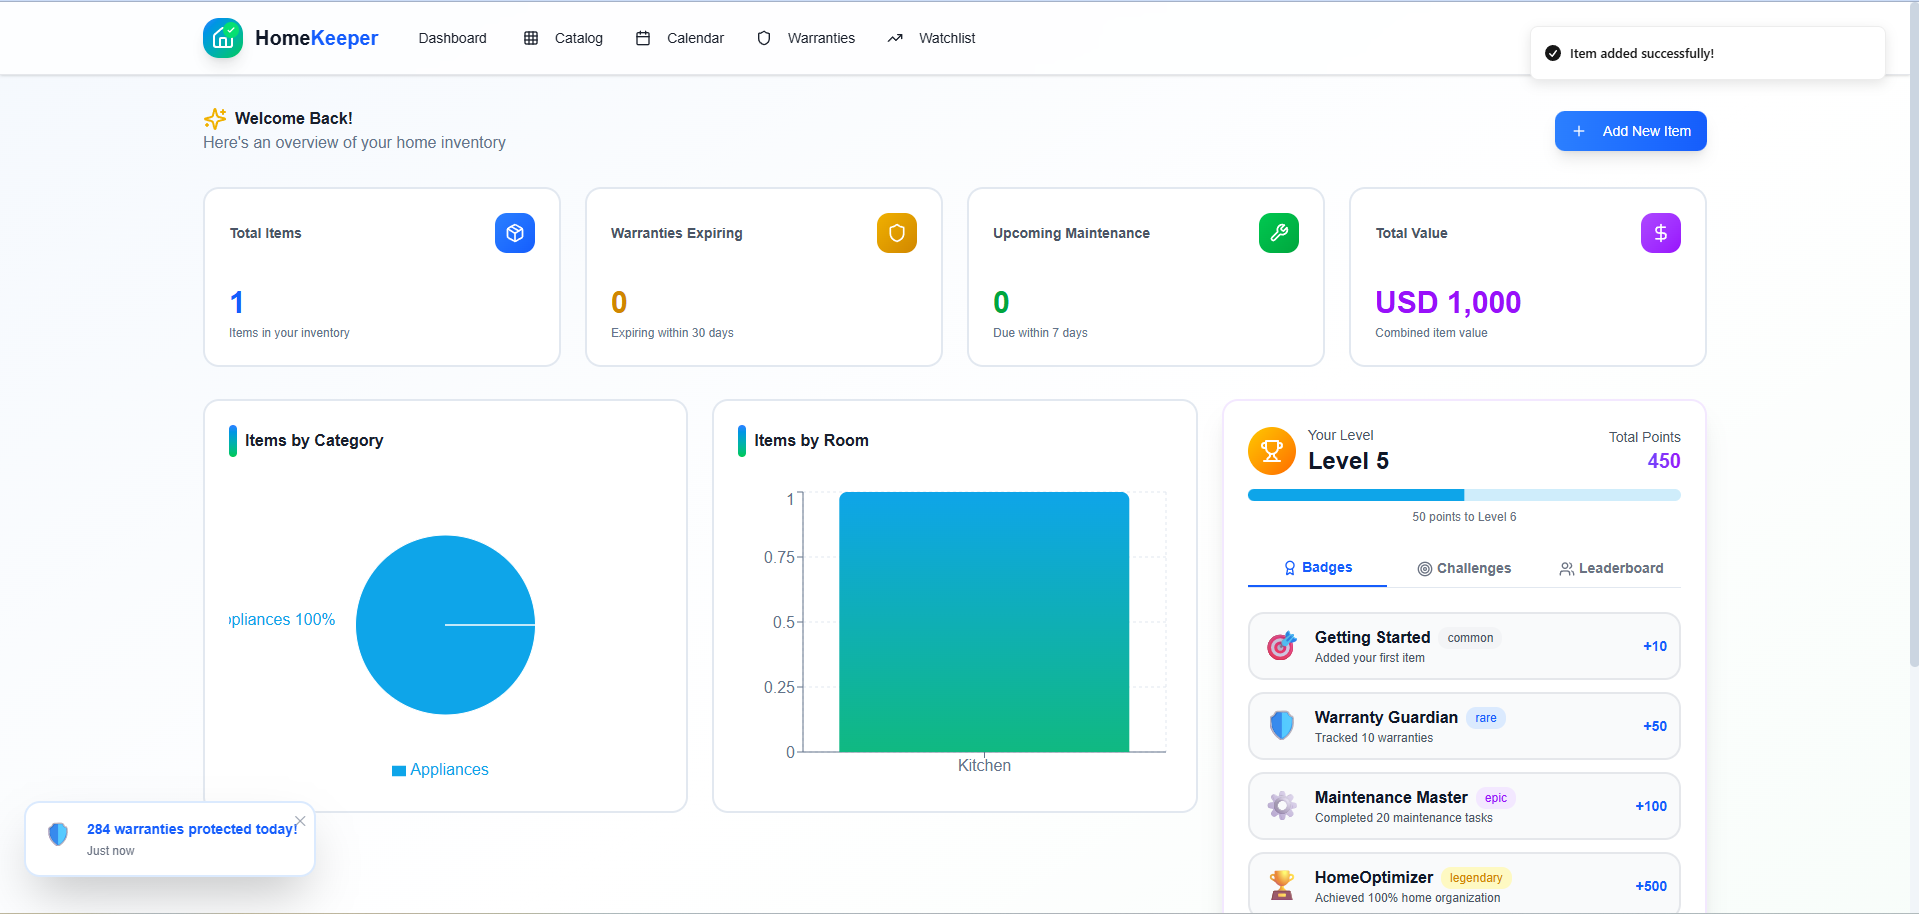 HomeKeeper
Dashboard
Catalog
Calendar
Warranties
Watchlist
Item added successfully!
Welcome Back!
Here's an overview of your home inventory
Add New Item
Total Items
1
Items in your inventory
Warranties Expiring
0
Expiring within 30 days
Upcoming Maintenance
0
Due within 7 days
Total Value
USD 1,000
Combined item value
Items by Category
ppliances 100%
Appliances
Items by Room
1
0.75
0.5
0.25
0
Kitchen
Your Level
Level 5
Total Points
450
50 points to Level 6
Badges
Challenges
Leaderboard
Getting Started common
Added your first item
+10
Warranty Guardian rare
Tracked 10 warranties
+50
Maintenance Master epic
Completed 20 maintenance tasks
+100
HomeOptimizer legendary
Achieved 100% home organization
+500
284 warranties protected today!
Just now